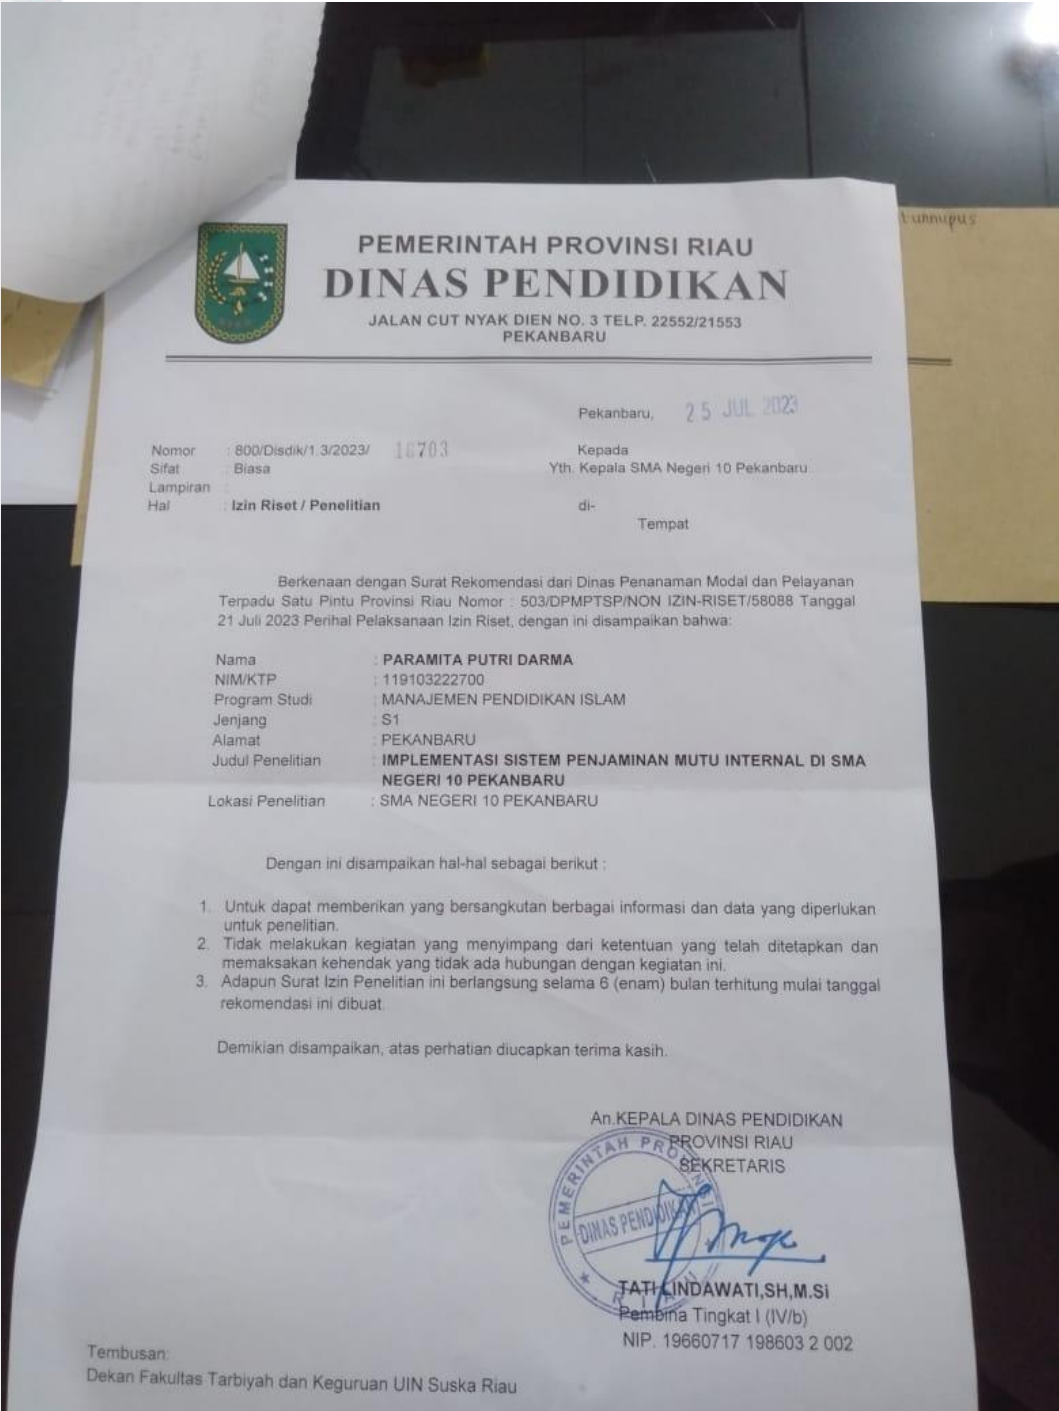 tunnupus
PEMERINTAH PROVINSI RIAU
DINAS PENDIDIKAN
JALAN CUT NYAK DIEN NO. 3 TELP. 22552/21553
PEKANBARU
Pekanbaru, 25 JUL 2023
Nomor : 800/Disdik/1.3/2023/ 16703
Sifat : Biasa
Lampiran :
Hal : Izin Riset / Penelitian
Kepada
Yth. Kepala SMA Negeri 10 Pekanbaru
di-
Tempat
Berkenaan dengan Surat Rekomendasi dari Dinas Penanaman Modal dan Pelayanan
Terpadu Satu Pintu Provinsi Riau Nomor : 503/DPMPTSP/NON IZIN-RISET/58088 Tanggal
21 Juli 2023 Perihal Pelaksanaan Izin Riset, dengan ini disampaikan bahwa:
Nama : PARAMITA PUTRI DARMA
NIM/KTP : 119103222700
Program Studi : MANAJEMEN PENDIDIKAN ISLAM
Jenjang : S1
Alamat : PEKANBARU
Judul Penelitian : IMPLEMENTASI SISTEM PENJAMINAN MUTU INTERNAL DI SMA
NEGERI 10 PEKANBARU
Lokasi Penelitian : SMA NEGERI 10 PEKANBARU
Dengan ini disampaikan hal-hal sebagai berikut :
1. Untuk dapat memberikan yang bersangkutan berbagai informasi dan data yang diperlukan
untuk penelitian.
2. Tidak melakukan kegiatan yang menyimpang dari ketentuan yang telah ditetapkan dan
memaksakan kehendak yang tidak ada hubungan dengan kegiatan ini.
3. Adapun Surat Izin Penelitian ini berlangsung selama 6 (enam) bulan terhitung mulai tanggal
rekomendasi ini dibuat.
Demikian disampaikan, atas perhatian diucapkan terima kasih.
An.KEPALA DINAS PENDIDIKAN
PROVINSI RIAU
SEKRETARIS
PEMERINTAH PROVINSI
DINAS PENDIDIKAN
RIAU
TATI LINDAWATI,SH,M.Si
Pembina Tingkat I (IV/b)
NIP. 19660717 198603 2 002
Tembusan:
Dekan Fakultas Tarbiyah dan Keguruan UIN Suska Riau